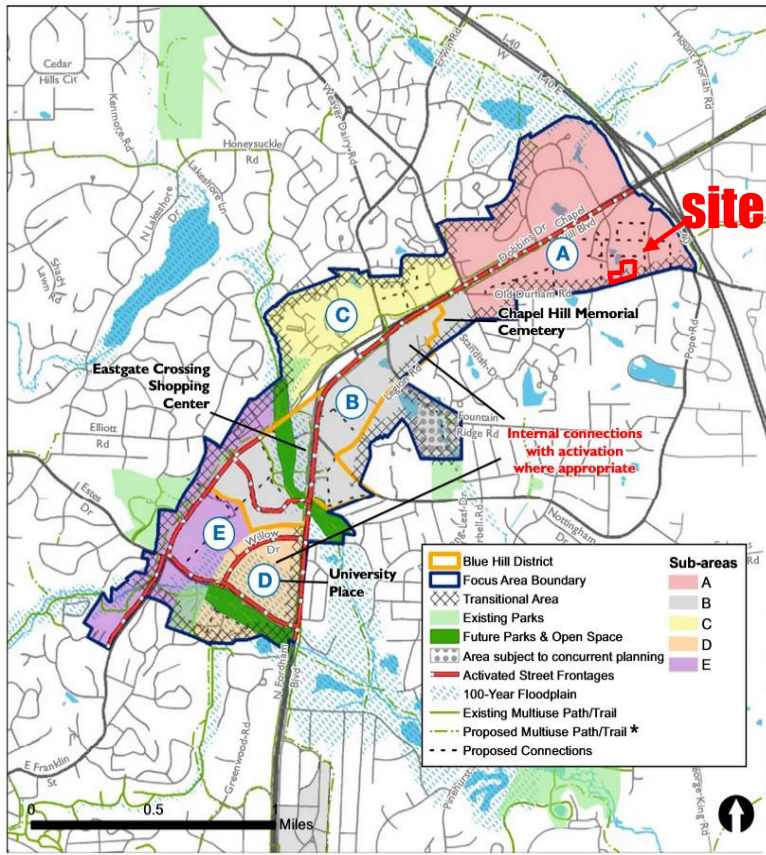 Cedar
Hills Cir
Kenmore Rd
Honeysuckle
Rd
Lakeshore Ln
N Lakeshore
Dr
Shady
Lawn Rd
Weaver Dairy Rd
Erwin Rd
I-40
W
I-40 E
Mount Moriah Rd
site
I-40
Dobbins Dr
Chapel
Hill Blvd
A
Old Durham Rd
Pope Rd
C
Chapel Hill Memorial
Cemetery
Standish Dr
Legion Rd
Eastgate Crossing
Shopping
Center
B
Fountain
Ridge Rd
Elliott
Rd
Internal connections
with activation
where appropriate
Estes
Dr
Nottingham
Dr
E
Willow
Dr
D
University
Place
N Fordham
Blvd
Greenwood Rd
E Franklin
St
Blue Hill District
Focus Area Boundary
Transitional Area
Existing Parks
Future Parks & Open Space
Area subject to concurrent planning
Activated Street Frontages
100-Year Floodplain
Existing Multiuse Path/Trail
Proposed Multiuse Path/Trail *
Proposed Connections
Sub-areas
A
B
C
D
E
0
0.5
1
Miles